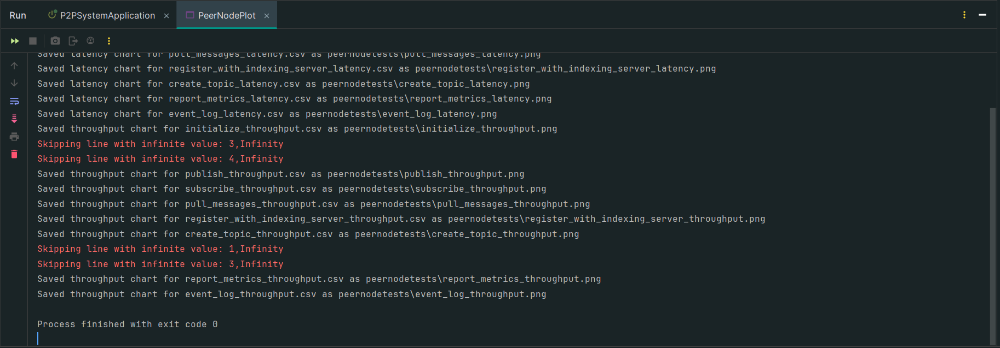 Run P2PSystemApplication PeerNodePlot
Saved latency chart for pull_messages_latency.csv as peernodetests\pull_messages_latency.png
Saved latency chart for register_with_indexing_server_latency.csv as peernodetests\register_with_indexing_server_latency.png
Saved latency chart for create_topic_latency.csv as peernodetests\create_topic_latency.png
Saved latency chart for report_metrics_latency.csv as peernodetests\report_metrics_latency.png
Saved latency chart for event_log_latency.csv as peernodetests\event_log_latency.png
Saved throughput chart for initialize_throughput.csv as peernodetests\initialize_throughput.png
Skipping line with infinite value: 3,Infinity
Skipping line with infinite value: 4,Infinity
Saved throughput chart for publish_throughput.csv as peernodetests\publish_throughput.png
Saved throughput chart for subscribe_throughput.csv as peernodetests\subscribe_throughput.png
Saved throughput chart for pull_messages_throughput.csv as peernodetests\pull_messages_throughput.png
Saved throughput chart for register_with_indexing_server_throughput.csv as peernodetests\register_with_indexing_server_throughput.png
Saved throughput chart for create_topic_throughput.csv as peernodetests\create_topic_throughput.png
Skipping line with infinite value: 1,Infinity
Skipping line with infinite value: 3,Infinity
Saved throughput chart for report_metrics_throughput.csv as peernodetests\report_metrics_throughput.png
Saved throughput chart for event_log_throughput.csv as peernodetests\event_log_throughput.png
Process finished with exit code 0